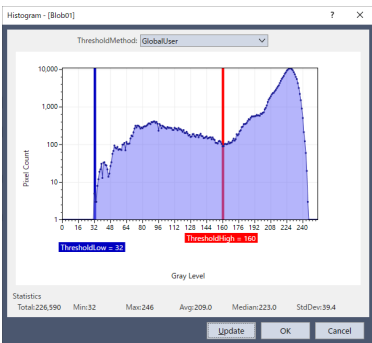 Histogram - [Blob01]
? ×
ThresholdMethod: GlobalUser
10,000
1,000
100
10
1
Pixel Count
0 16 32 48 64 80 96 112 128 144 160 176 192 208 224 240
ThresholdHigh = 160
ThresholdLow = 32
Gray Level
Statistics
Total:226,590 Min:32 Max:246 Avg:209.0 Median:223.0 StdDev:39.4
Update OK Cancel